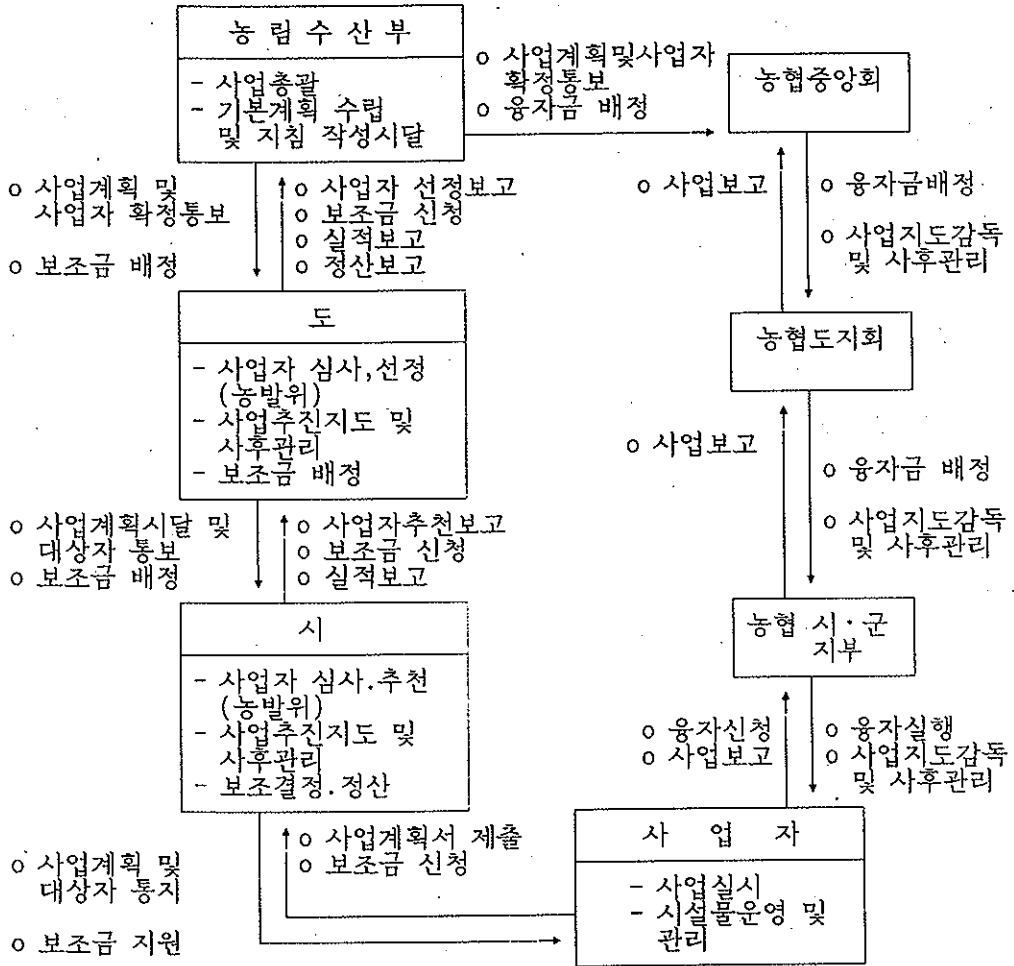 농 림 수 산 부
- 사업총괄
- 기본계획 수립
및 지침 작성시달
o 사업계획및사업자
확정통보
o 융자금 배정
농협중앙회
o 사업계획 및
사업자 확정통보
o 보조금 배정
o 사업자 선정보고
o 보조금 신청
o 실적보고
o 정산보고
o 사업보고
o 융자금배정
o 사업지도감독
및 사후관리
도
- 사업자 심사,선정
(농발위)
- 사업추진지도 및
사후관리
- 보조금 배정
농협도지회
o 사업보고
o 융자금 배정
o 사업지도감독
및 사후관리
o 사업계획시달 및
대상자 통보
o 보조금 배정
o 사업자추천보고
o 보조금 신청
o 실적보고
시
- 사업자 심사.추천
(농발위)
- 사업추진지도 및
사후관리
- 보조결정.정산
농협 시·군
지부
o 융자신청
o 사업보고
o 융자실행
o 사업지도감독
및 사후관리
o 사업계획 및
대상자 통지
o 보조금 지원
o 사업계획서 제출
o 보조금 신청
사 업 자
- 사업실시
- 시설물운영 및
관리